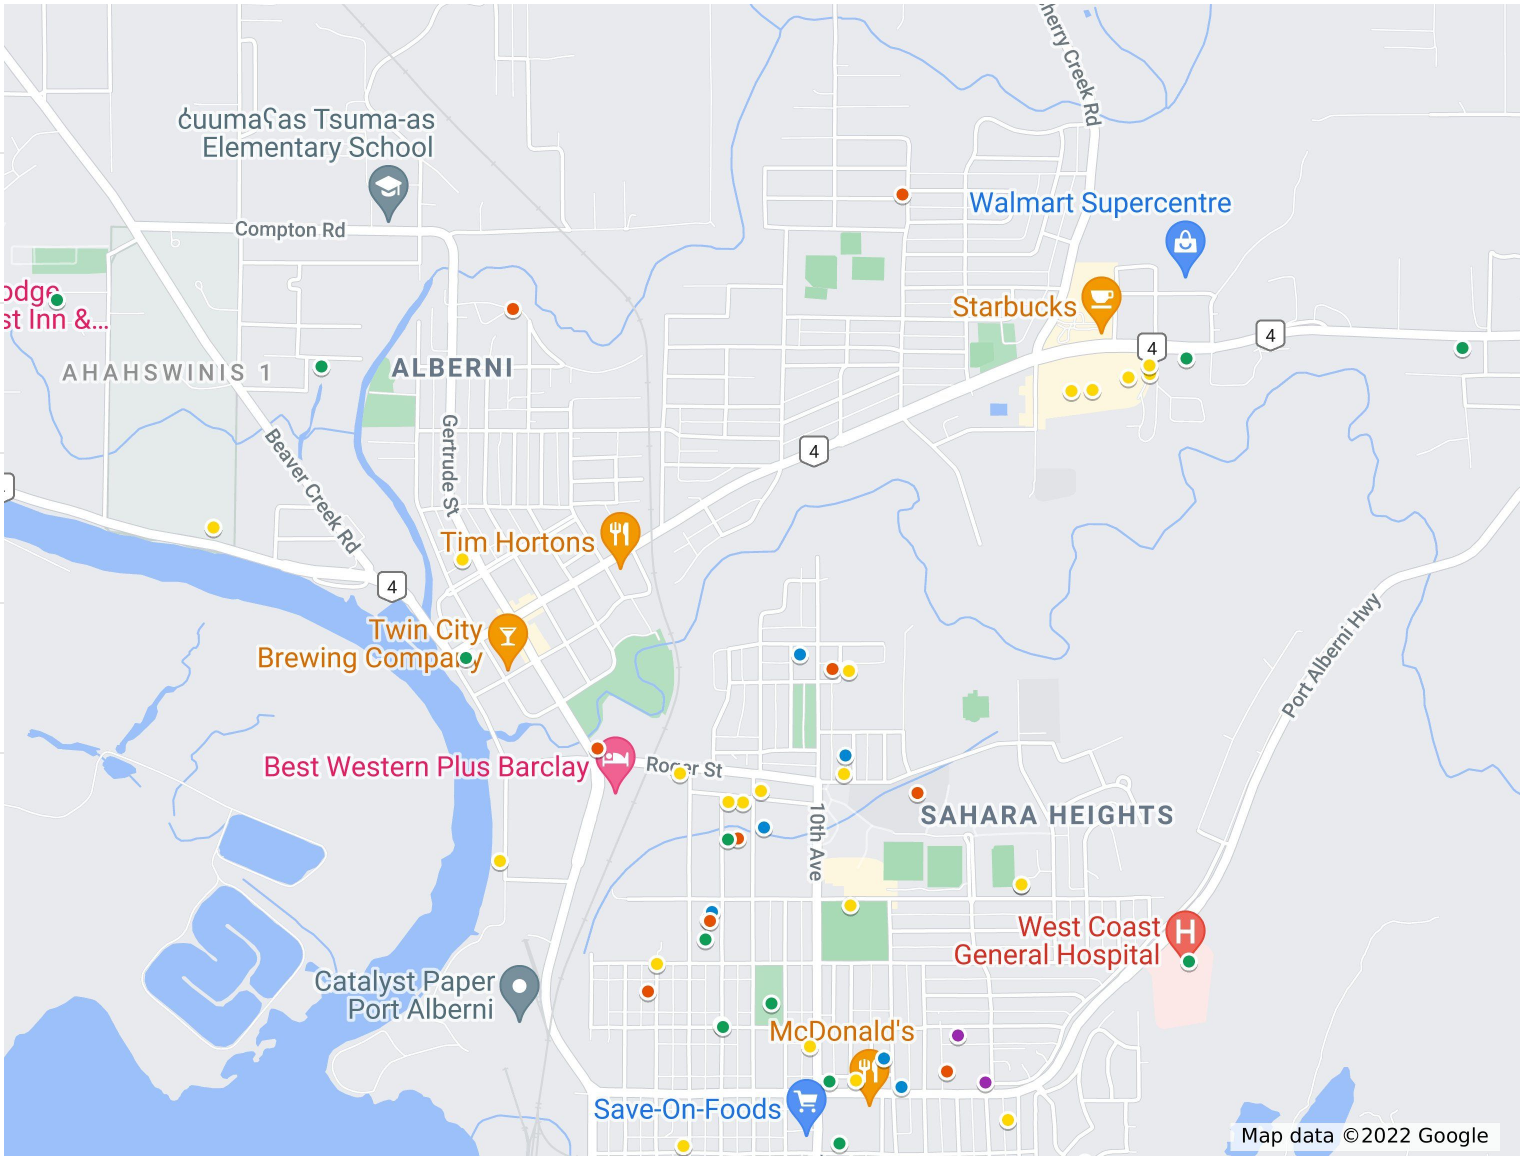 Cherry Creek Rd
c̓uumaʕas Tsuma-as
Elementary School
Walmart Supercentre
Compton Rd
odge
st Inn &...
Starbucks
4
4
AHAHSWINIS 1
ALBERNI
Gertrude St
Beaver Creek Rd
4
Tim Hortons
4
Port Alberni Hwy
Twin City
Brewing Company
Best Western Plus Barclay
Roger St
10th Ave
SAHARA HEIGHTS
West Coast
General Hospital
H
Catalyst Paper
Port Alberni
McDonald's
Save-On-Foods
Map data ©2022 Google